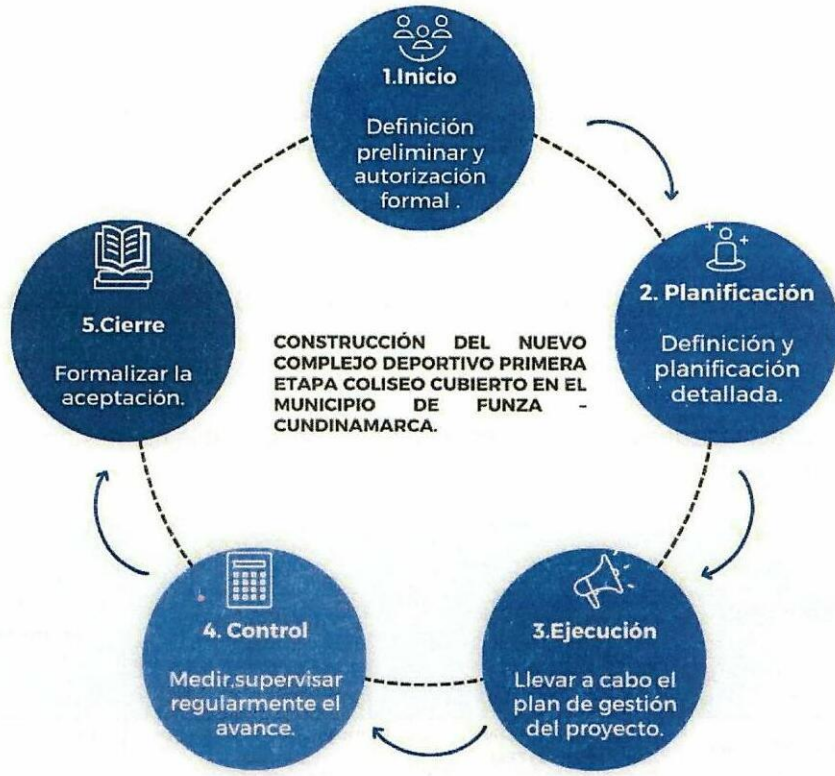 1.Inicio
Definición
preliminar y
autorización
formal .
2. Planificación
Definición y
planificación
detallada.
3.Ejecución
Llevar a cabo el
plan de gestión
del proyecto.
4. Control
Medir,supervisar
regularmente el
avance.
5.Cierre
Formalizar la
aceptación.
CONSTRUCCIÓN DEL NUEVO
COMPLEJO DEPORTIVO PRIMERA
ETAPA COLISEO CUBIERTO EN EL
MUNICIPIO DE FUNZA –
CUNDINAMARCA.